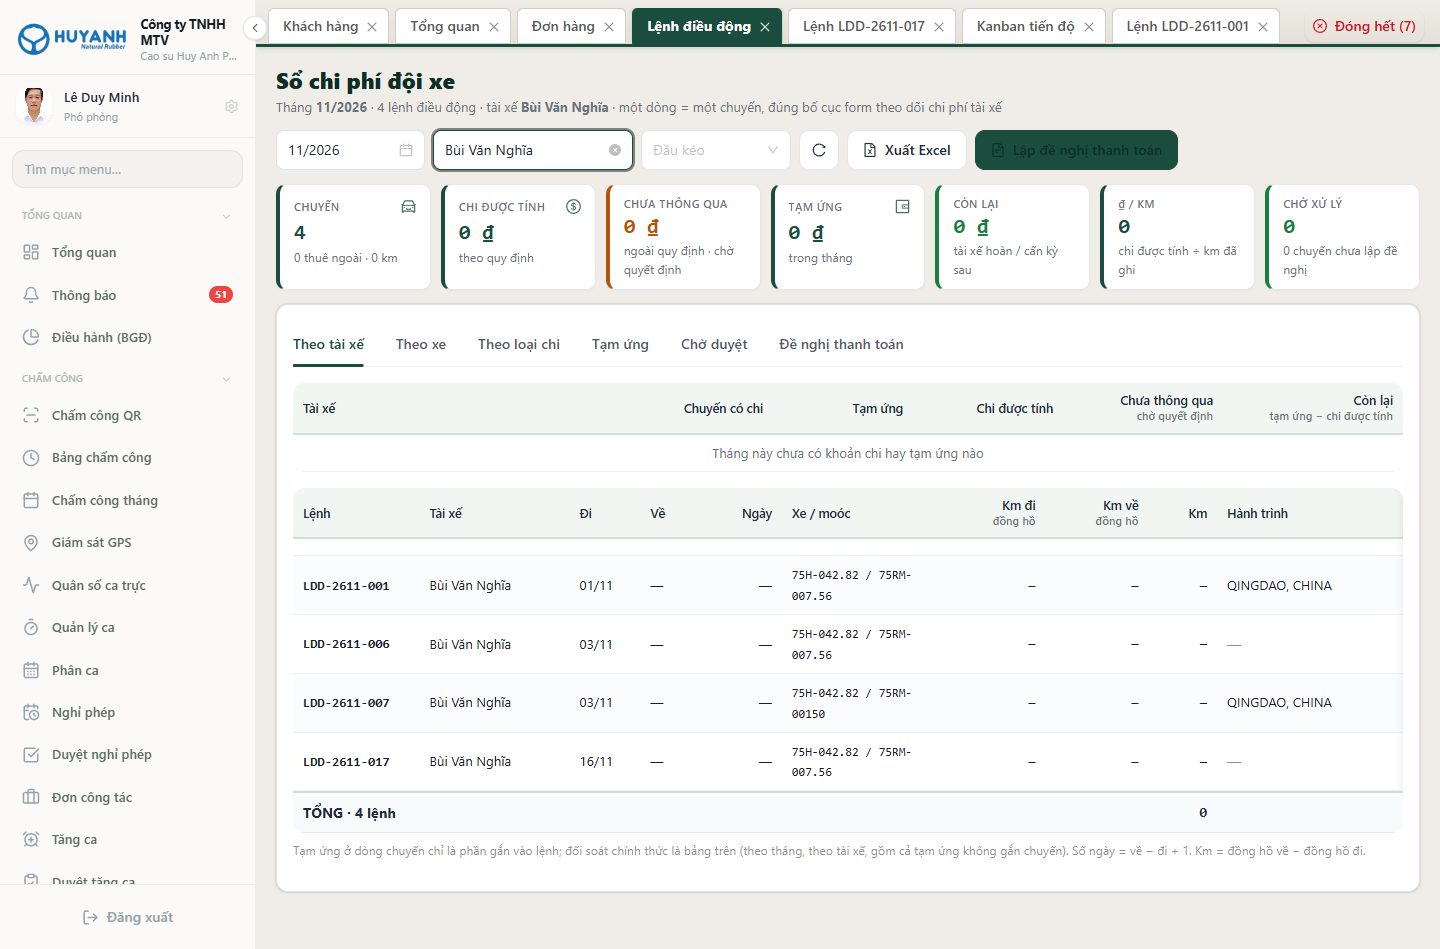 HUYANH
Natural Rubber
Công ty TNHH
MTV
Cao su Huy Anh P...
Khách hàng
Tổng quan
Đơn hàng
Lệnh điều động
Lệnh LDD-2611-017
Kanban tiến độ
Lệnh LDD-2611-001
Đóng hết (7)
Lê Duy Minh
Phó phòng
Tìm mục menu...
TỔNG QUAN
Tổng quan
Thông báo
51
Điều hành (BGĐ)
CHẤM CÔNG
Chấm công QR
Bảng chấm công
Chấm công tháng
Giám sát GPS
Quân số ca trực
Quản lý ca
Phân ca
Nghỉ phép
Duyệt nghỉ phép
Đơn công tác
Tăng ca
Duyệt tăng ca
Đăng xuất
Sổ chi phí đội xe
Tháng 11/2026 · 4 lệnh điều động · tài xế Bùi Văn Nghĩa · một dòng = một chuyến, đúng bố cục form theo dõi chi phí tài xế
11/2026
Bùi Văn Nghĩa
Đầu kéo
Xuất Excel
Lập đề nghị thanh toán
CHUYẾN
4
0 thuê ngoài · 0 km
CHI ĐƯỢC TÍNH
0 ₫
theo quy định
CHƯA THÔNG QUA
0 ₫
ngoài quy định · chờ
quyết định
TẠM ỨNG
0 ₫
trong tháng
CÒN LẠI
0 ₫
tài xế hoàn / cấn kỳ
sau
₫ / KM
0
chi được tính ÷ km đã
ghi
CHỜ XỬ LÝ
0
0 chuyến chưa lập đề
nghị
Theo tài xế
Theo xe
Theo loại chi
Tạm ứng
Chờ duyệt
Đề nghị thanh toán
Tài xế
Chuyến có chi
Tạm ứng
Chi được tính
Chưa thông qua
chờ quyết định
Còn lại
tạm ứng − chi được tính
Tháng này chưa có khoản chi hay tạm ứng nào
Lệnh
Tài xế
Đi
Về
Ngày
Xe / moóc
Km đi
đồng hồ
Km về
đồng hồ
Km
Hành trình
LDD-2611-001 Bùi Văn Nghĩa 01/11 — — 75H-042.82 / 75RM- – – – QINGDAO, CHINA
007.56
LDD-2611-006 Bùi Văn Nghĩa 03/11 — — 75H-042.82 / 75RM- – – – —
007.56
LDD-2611-007 Bùi Văn Nghĩa 03/11 — — 75H-042.82 / 75RM- – – – QINGDAO, CHINA
00150
LDD-2611-017 Bùi Văn Nghĩa 16/11 — — 75H-042.82 / 75RM- – – – —
007.56
TỔNG · 4 lệnh 0
Tạm ứng ở dòng chuyến chỉ là phần gắn vào lệnh; đối soát chính thức là bảng trên (theo tháng, theo tài xế, gồm cả tạm ứng không gắn chuyến). Số ngày = về − đi + 1. Km = đồng hồ về − đồng hồ đi.